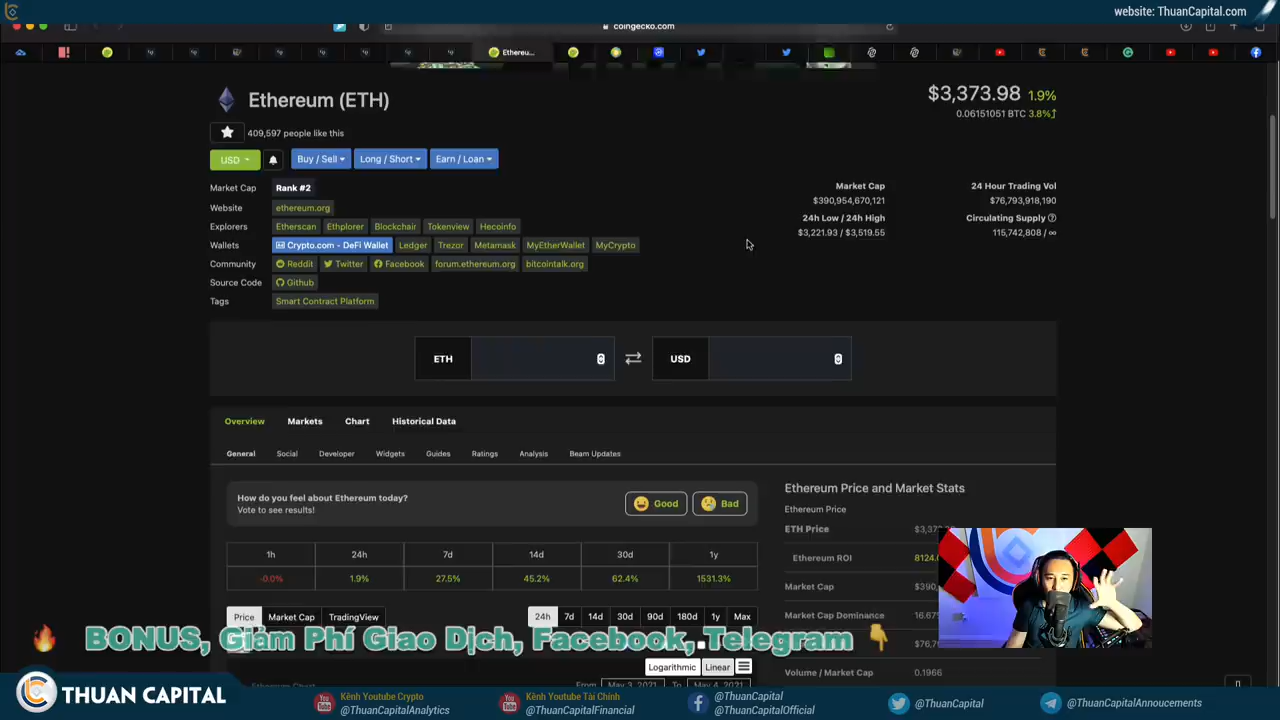 website: ThuanCapital.com
coingecko.com
Ethereu...
Ethereum (ETH)
$3,373.98 1.9%
0.06151051 BTC 3.8%
409,597 people like this
USD
Buy / Sell
Long / Short
Earn / Loan
Market Cap
Rank #2
Website
ethereum.org
Explorers
Etherscan Ethplorer Blockchair Tokenview Hecoinfo
Wallets
Crypto.com - DeFi Wallet Ledger Trezor Metamask MyEtherWallet MyCrypto
Community
Reddit Twitter Facebook forum.ethereum.org bitcointalk.org
Source Code
Github
Tags
Smart Contract Platform
Market Cap
$390,954,670,121
24 Hour Trading Vol
$76,793,918,190
24h Low / 24h High
$3,221.93 / $3,519.55
Circulating Supply
115,742,808 / ∞
ETH
USD
Overview Markets Chart Historical Data
General Social Developer Widgets Guides Ratings Analysis Beam Updates
How do you feel about Ethereum today?
Vote to see results!
Good
Bad
1h 24h 7d 14d 30d 1y
-0.0% 1.9% 27.5% 45.2% 62.4% 1531.3%
Price Market Cap TradingView
24h 7d 14d 30d 90d 180d 1y Max
Logarithmic Linear
Ethereum Price and Market Stats
Ethereum Price
ETH Price
Ethereum ROI
Market Cap
Market Cap Dominance
Volume / Market Cap 0.1966
BONUS, Giảm Phí Giao Dịch, Facebook, Telegram
THUAN CAPITAL
Kênh Youtube Crypto
@ThuanCapitalAnalytics
Kênh Youtube Tài Chính
@ThuanCapitalFinancial
@ThuanCapital
@ThuanCapitalOfficial
@ThuanCapital
@ThuanCapitalAnnoucements